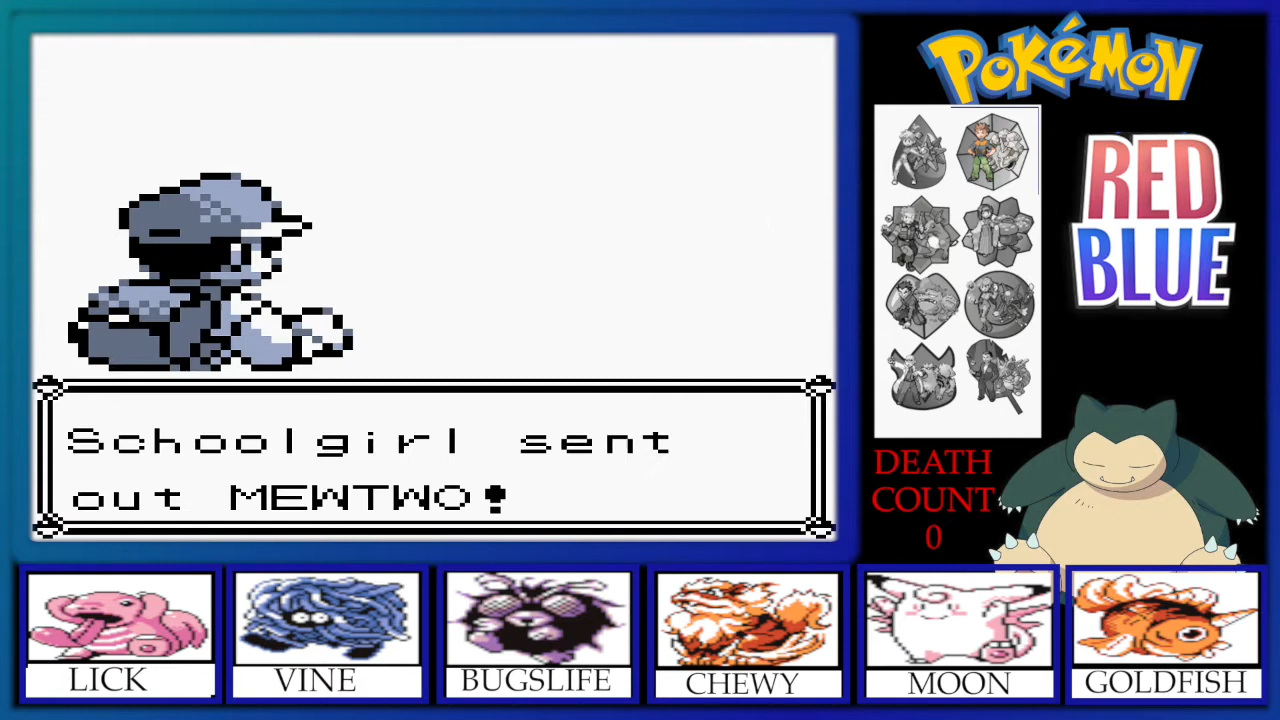 POKéMON
RED
BLUE
Schoolgirl sent
out MEWTWO!
DEATH
COUNT
0
LICK
VINE
BUGSLIFE
CHEWY
MOON
GOLDFISH